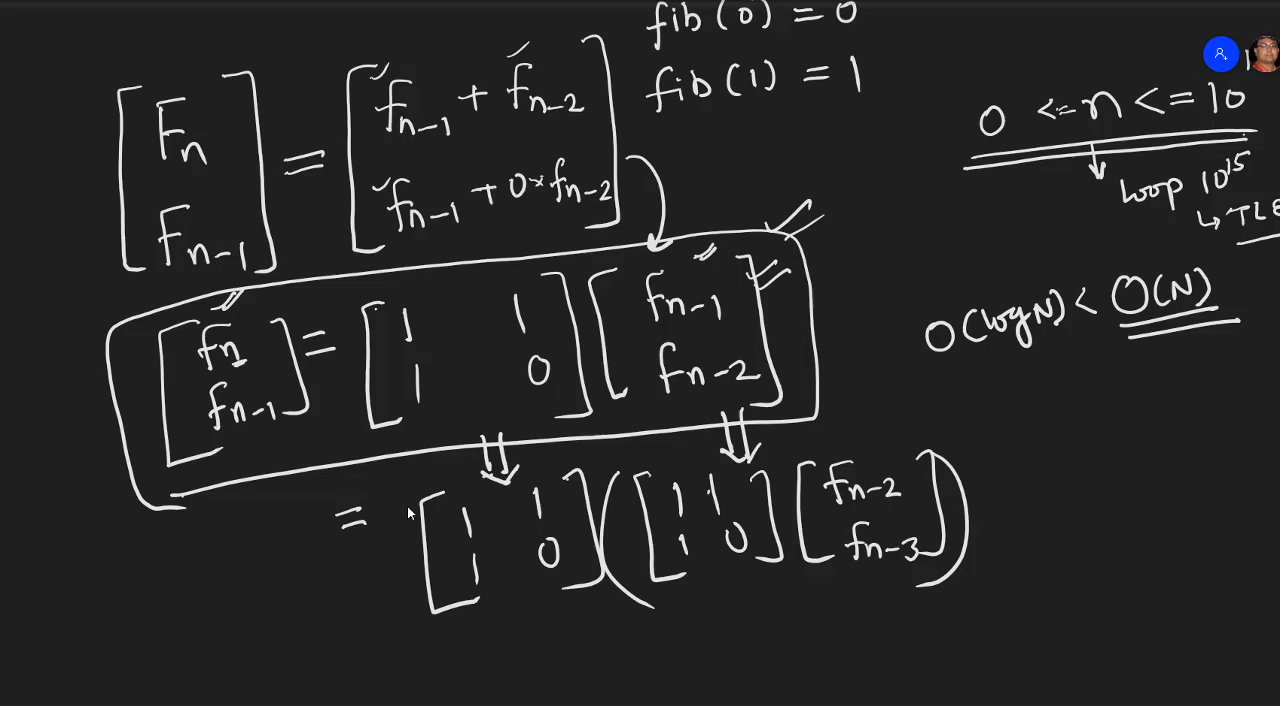 fib(0) = 0
fib(1) = 1
[Fn Fn-1] = [fn-1 + fn-2
fn-1 + 0*fn-2]
[fn fn-1] = [1 1
1 0] [fn-1 fn-2]
= [1 1
1 0] ([1 1
1 0] [fn-2 fn-3])
0 <= n <= 10
Loop 10^15
↳ TLE
O(logN) < O(N)